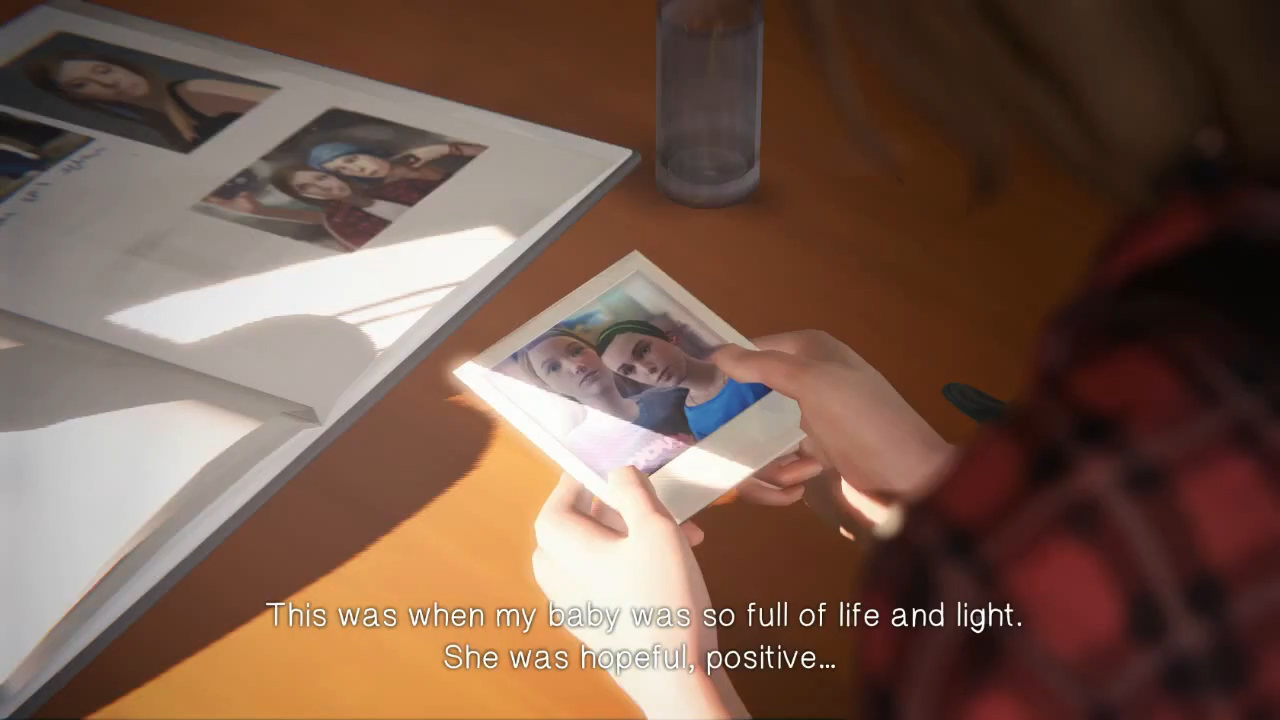 This was when my baby was so full of life and light.
She was hopeful, positive...